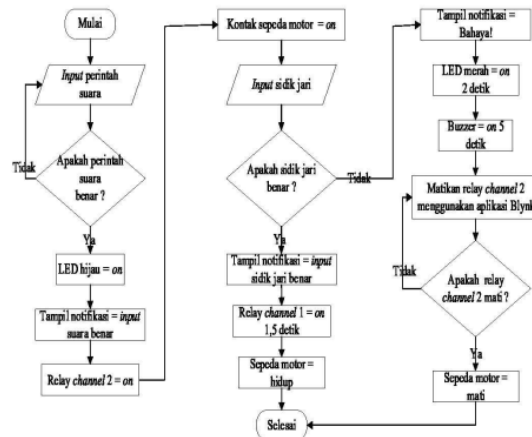 Mulai
Input perintah
suara
Tidak
Apakah perintah
suara
benar ?
Ya
LED hijau = on
Tampil notifikasi = input
suara benar
Relay channel 2 = on
Kontak sepeda motor = on
Input sidik jari
Apakah sidik jari
benar ?
Tidak
Ya
Tampil notifikasi = input
sidik jari benar
Relay channel 1 = on
1,5 detik
Sepeda motor =
hidup
Selesai
Tampil notifikasi =
Bahaya!
LED merah = on
2 detik
Buzzer = on 5
detik
Matikan relay channel 2
menggunakan aplikasi Blynk
Tidak
Apakah relay
channel 2 mati ?
Ya
Sepeda motor =
mati